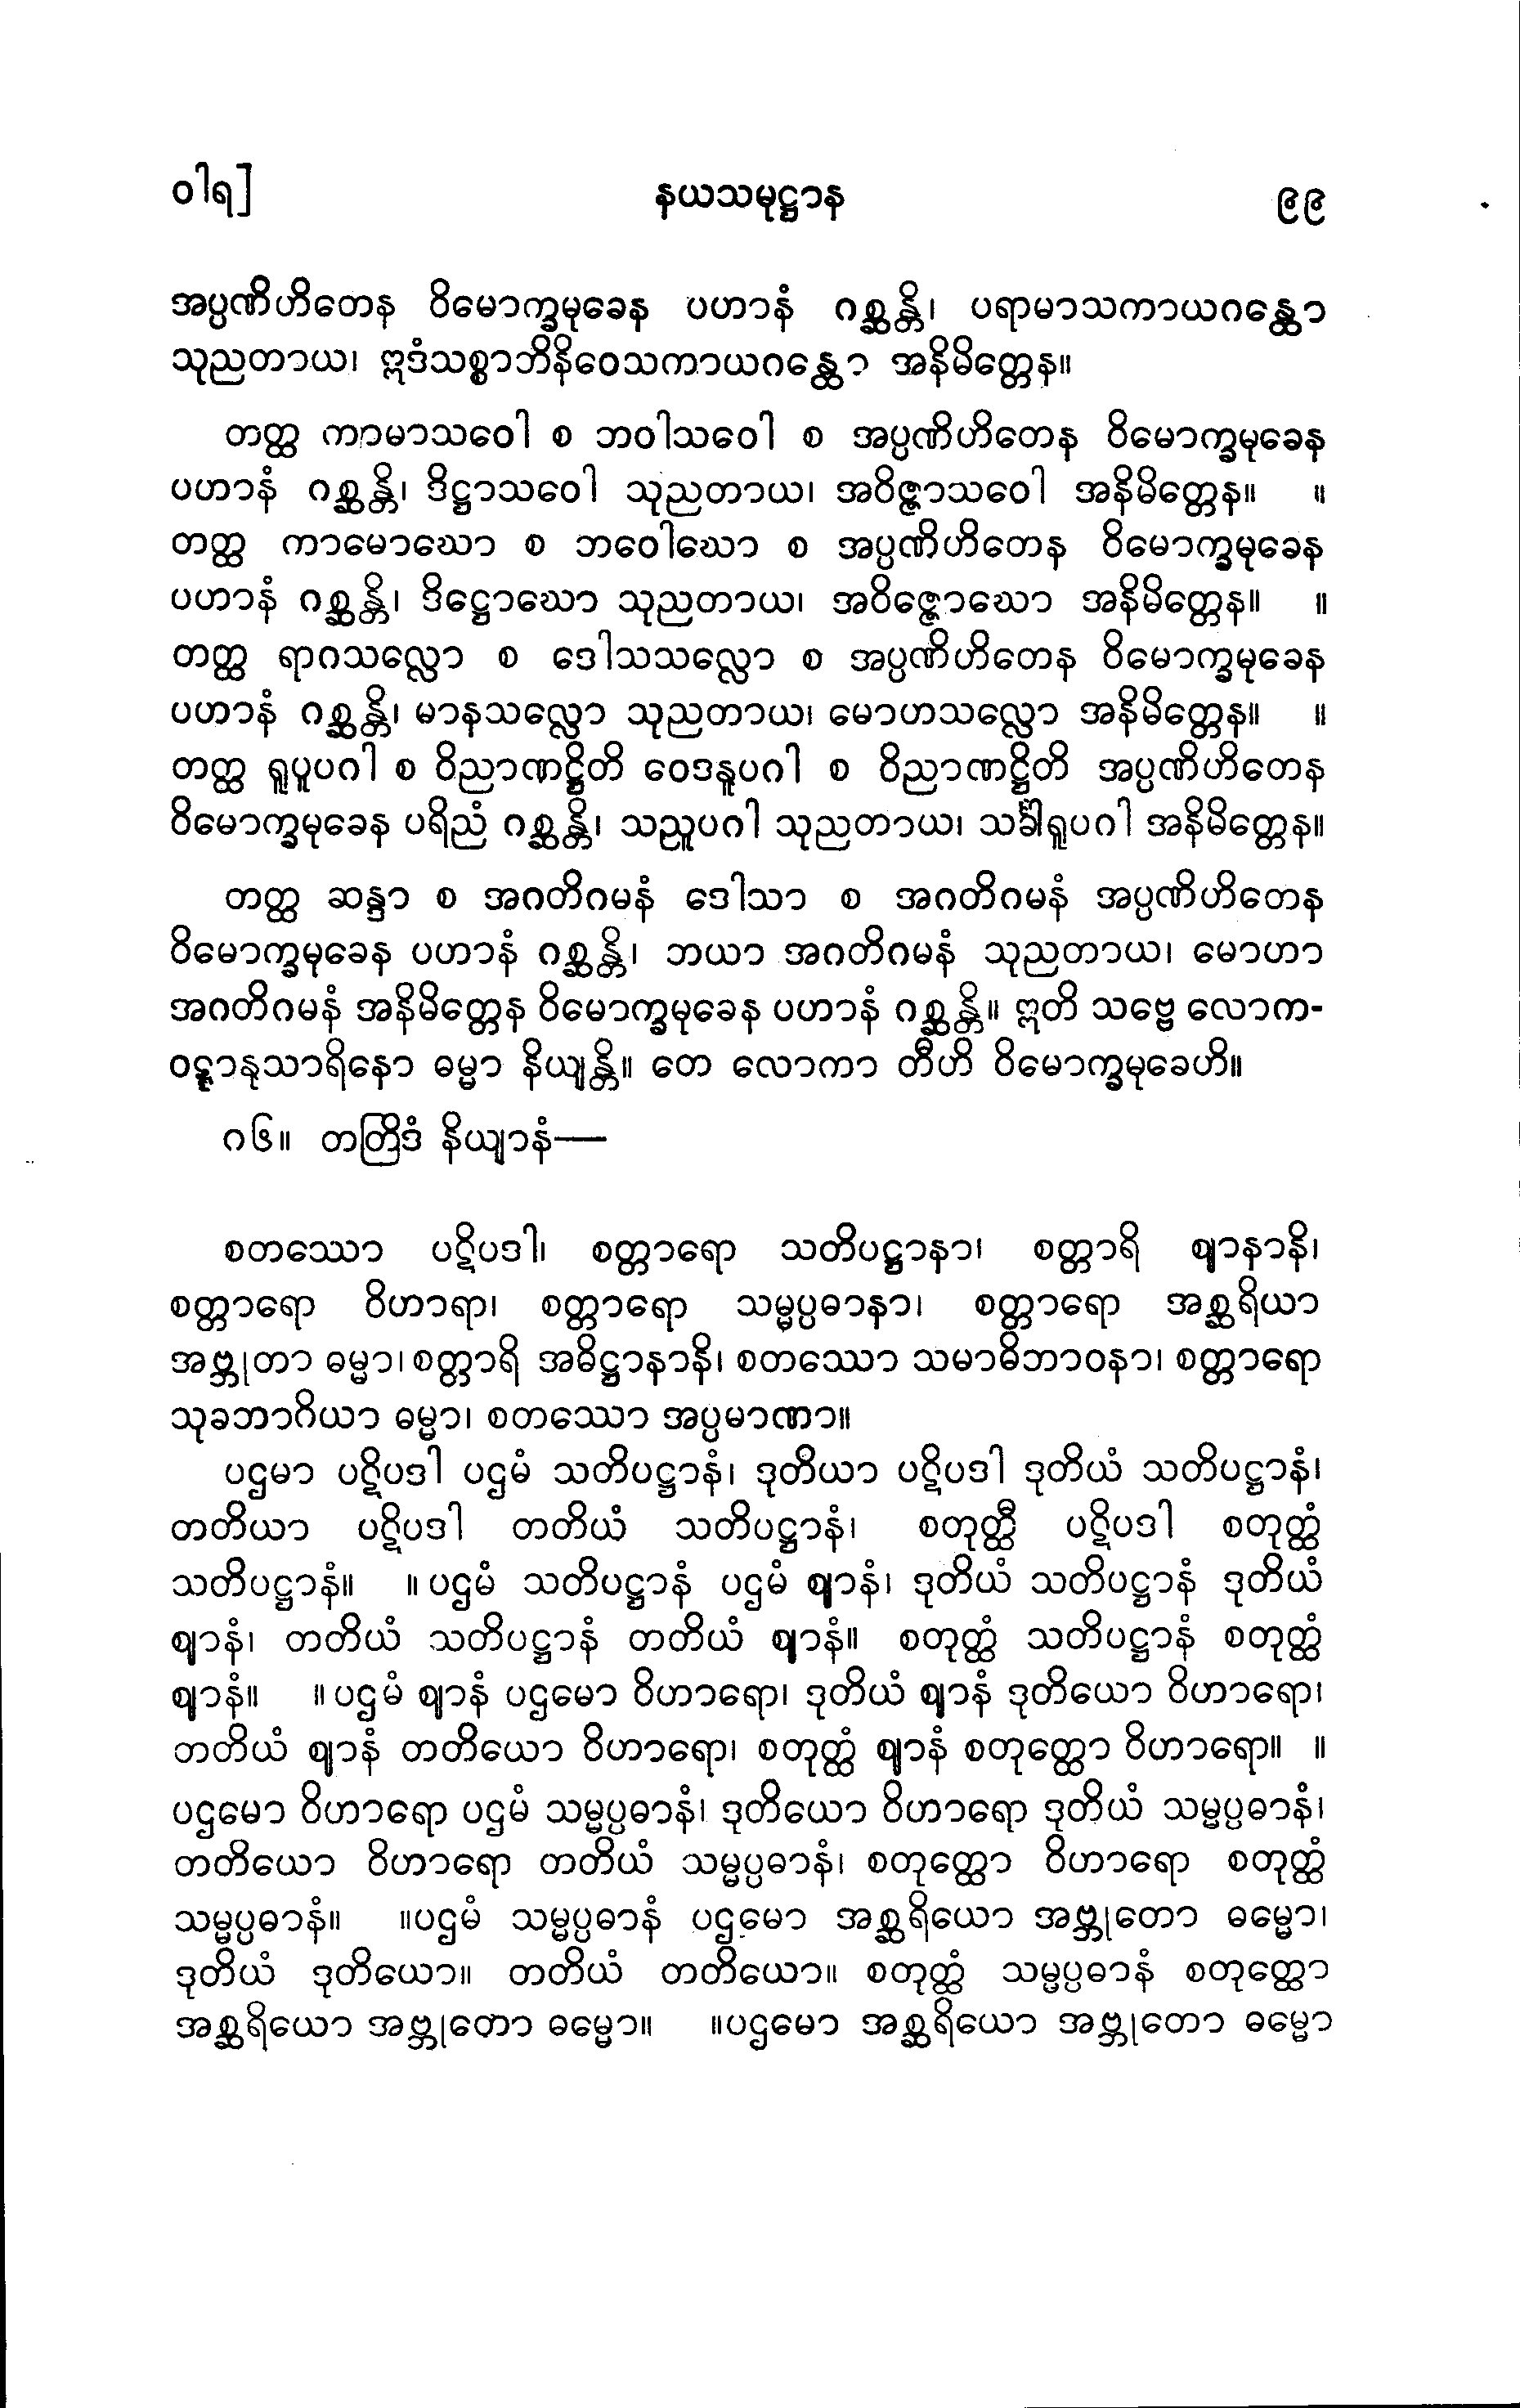 ဝါရ]
နယသမုဋ္ဌာန
၉၉
အပ္ပဏိဟိတေန ဝိမောက္ခမုခေန ပဟာနံ ဂစ္ဆန္တိ၊ ပရာမာသကာယဂန္ထော
သုညတာယ၊ ဣဒံသစ္စာဘိနိဝေသကာယဂန္ထော အနိမိတ္တေန။
တတ္ထ ကာမာသဝေါ စ ဘဝါသဝေါ စ အပ္ပဏိဟိတေန ဝိမောက္ခမုခေန
ပဟာနံ ဂစ္ဆန္တိ၊ ဒိဋ္ဌာသဝေါ သုညတာယ၊ အဝိဇ္ဇာသဝေါ အနိမိတ္တေန။ ။
တတ္ထ ကာမောဃော စ ဘဝေါဃော စ အပ္ပဏိဟိတေန ဝိမောက္ခမုခေန
ပဟာနံ ဂစ္ဆန္တိ၊ ဒိဋ္ဌောဃော သုညတာယ၊ အဝိဇ္ဇောဃော အနိမိတ္တေန။ ။
တတ္ထ ရာဂသလ္လော စ ဒေါသသလ္လော စ အပ္ပဏိဟိတေန ဝိမောက္ခမုခေန
ပဟာနံ ဂစ္ဆန္တိ၊ မာနသလ္လော သုညတာယ၊ မောဟသလ္လော အနိမိတ္တေန။ ။
တတ္ထ ရူပူပဂါ စ ဝိညာဏဋ္ဌိတိ ဝေဒနူပဂါ စ ဝိညာဏဋ္ဌိတိ အပ္ပဏိဟိတေန
ဝိမောက္ခမုခေန ပရိညံ ဂစ္ဆန္တိ၊ သညူပဂါ သုညတာယ၊ သင်္ခါရူပဂါ အနိမိတ္တေန။
တတ္ထ ဆန္ဒာ စ အဂတိဂမနံ ဒေါသာ စ အဂတိဂမနံ အပ္ပဏိဟိတေန
ဝိမောက္ခမုခေန ပဟာနံ ဂစ္ဆန္တိ၊ ဘယာ အဂတိဂမနံ သုညတာယ၊ မောဟာ
အဂတိဂမနံ အနိမိတ္တေန ဝိမောက္ခမုခေန ပဟာနံ ဂစ္ဆန္တိ။ ဣတိ သဗ္ဗေ လောက-
ဝဋ္ဋာနုသာရိနော ဓမ္မာ နိယျန္တိ။ တေ လောကာ တီဟိ ဝိမောက္ခမုခေဟိ။
ဂ၆။ တတြိဒံ နိယျာနံ—
စတဿော ပဋိပဒါ၊ စတ္တာရော သတိပဋ္ဌာနာ၊ စတ္တာရိ ဈာနာနိ၊
စတ္တာရော ဝိဟာရာ၊ စတ္တာရော သမ္မပ္ပဓာနာ၊ စတ္တာရော အစ္ဆရိယာ
အဗ္ဘုတာ ဓမ္မာ၊ စတ္တာရိ အဓိဋ္ဌာနာနိ၊ စတဿော သမာဓိဘာဝနာ၊ စတ္တာရော
သုခဘာဂိယာ ဓမ္မာ၊ စတဿော အပ္ပမာဏာ။
ပဌမာ ပဋိပဒါ ပဌမံ သတိပဋ္ဌာနံ၊ ဒုတိယာ ပဋိပဒါ ဒုတိယံ သတိပဋ္ဌာနံ၊
တတိယာ ပဋိပဒါ တတိယံ သတိပဋ္ဌာနံ၊ စတုတ္ထီ ပဋိပဒါ စတုတ္ထံ
သတိပဋ္ဌာနံ။ ။ ပဌမံ သတိပဋ္ဌာနံ ပဌမံ ဈာနံ၊ ဒုတိယံ သတိပဋ္ဌာနံ ဒုတိယံ
ဈာနံ၊ တတိယံ သတိပဋ္ဌာနံ တတိယံ ဈာနံ။ စတုတ္ထံ သတိပဋ္ဌာနံ စတုတ္ထံ
ဈာနံ။ ။ ပဌမံ ဈာနံ ပဌမော ဝိဟာရော၊ ဒုတိယံ ဈာနံ ဒုတိယော ဝိဟာရော၊
တတိယံ ဈာနံ တတိယော ဝိဟာရော၊ စတုတ္ထံ ဈာနံ စတုတ္ထော ဝိဟာရော။ ။
ပဌမော ဝိဟာရော ပဌမံ သမ္မပ္ပဓာနံ၊ ဒုတိယော ဝိဟာရော ဒုတိယံ သမ္မပ္ပဓာနံ၊
တတိယော ဝိဟာရော တတိယံ သမ္မပ္ပဓာနံ၊ စတုတ္ထော ဝိဟာရော စတုတ္ထံ
သမ္မပ္ပဓာနံ။ ။ပဌမံ သမ္မပ္ပဓာနံ ပဌမော အစ္ဆရိယော အဗ္ဘုတော ဓမ္မော၊
ဒုတိယံ ဒုတိယော။ တတိယံ တတိယော။ စတုတ္ထံ သမ္မပ္ပဓာနံ စတုတ္ထော
အစ္ဆရိယော အဗ္ဘုတော ဓမ္မော။ ။ပဌမော အစ္ဆရိယော အဗ္ဘုတော ဓမ္မော